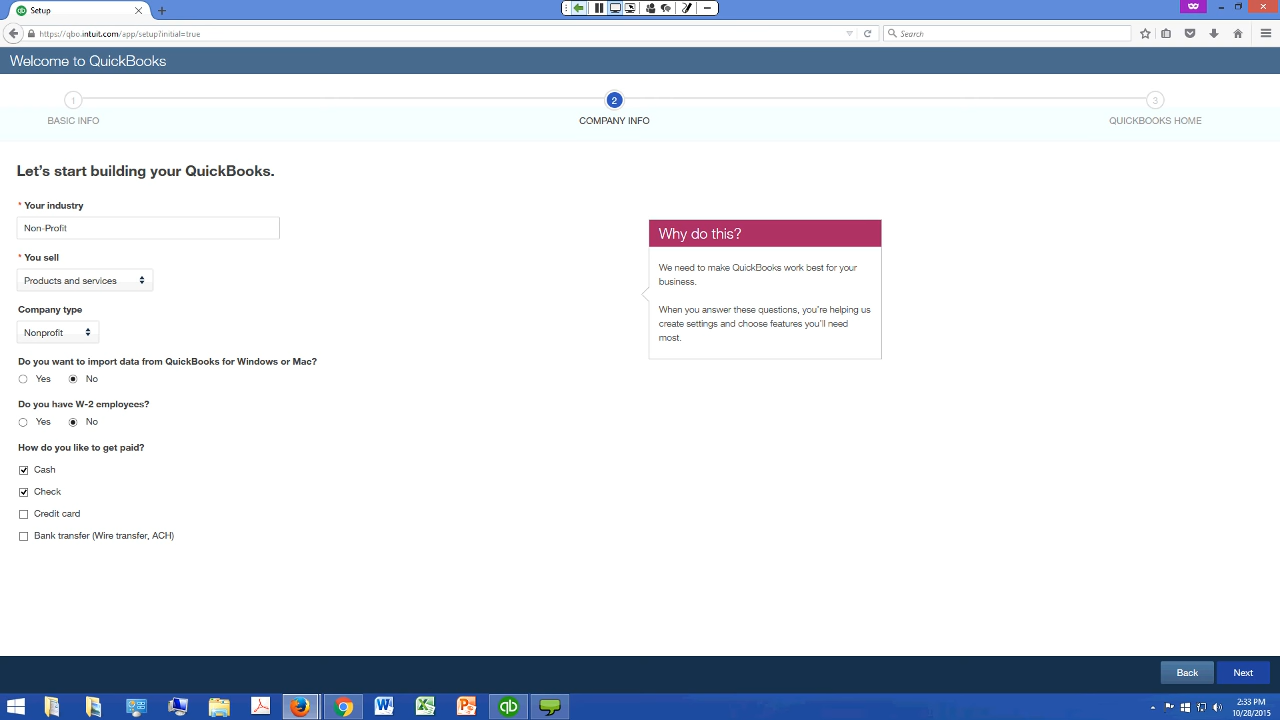 Setup
https://qbo.intuit.com/app/setup?initial=true
Search
Welcome to QuickBooks
1
2
3
BASIC INFO
COMPANY INFO
QUICKBOOKS HOME
Let's start building your QuickBooks.
* Your industry
Non-Profit
* You sell
Products and services
Company type
Nonprofit
Do you want to import data from QuickBooks for Windows or Mac?
Yes No
Do you have W-2 employees?
Yes No
How do you like to get paid?
Cash
Check
Credit card
Bank transfer (Wire transfer, ACH)
Why do this?
We need to make QuickBooks work best for your
business.
When you answer these questions, you're helping us
create settings and choose features you'll need
most.
Back
Next
2:33 PM
10/28/2015